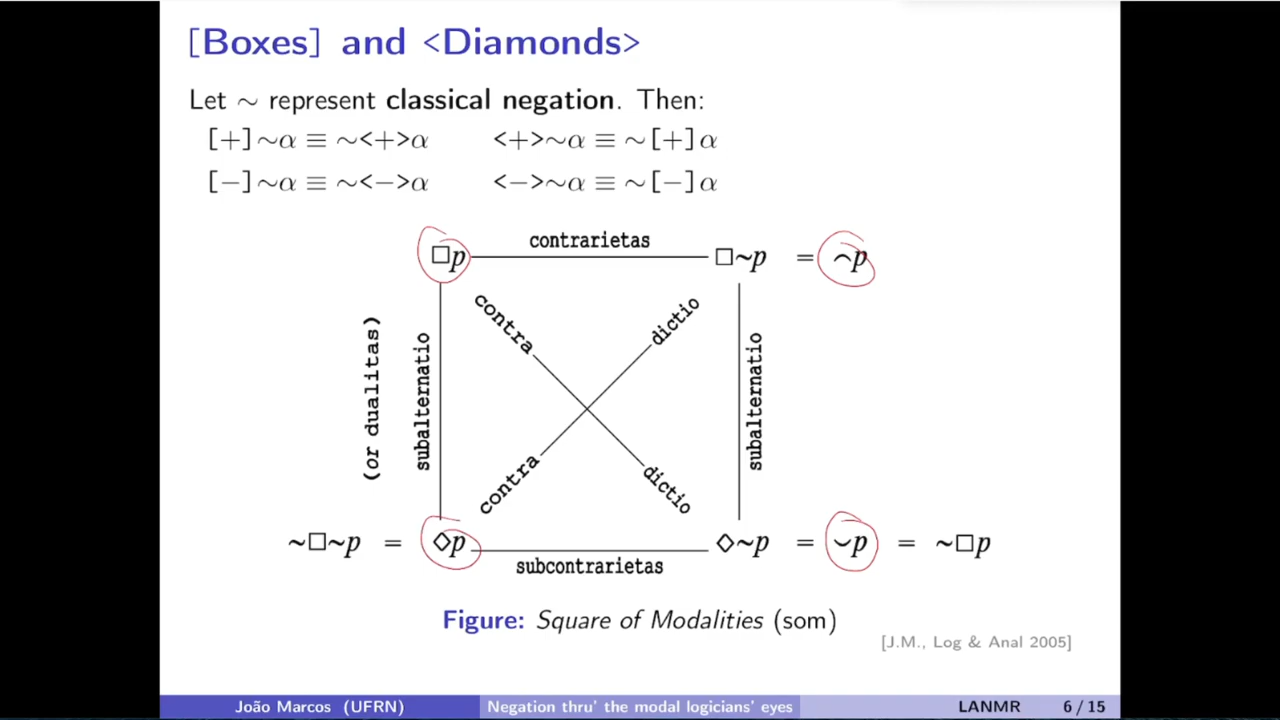 [Boxes] and <Diamonds>
Let ∼ represent classical negation. Then:
[+]∼α ≡ ∼<+>α <+>∼α ≡ ∼[+]α
[−]∼α ≡ ∼<−>α <−>∼α ≡ ∼[−]α
contrarietas
□p □∼p = ⌢p
contra dictio
(or dualitas) subalternatio subalternatio
contra dictio
∼□∼p = ◇p ◇∼p = ⌣p = ∼□p
subcontrarietas
Figure: Square of Modalities (som)
[J.M., Log & Anal 2005]
João Marcos (UFRN) Negation thru' the modal logicians' eyes LANMR 6 / 15